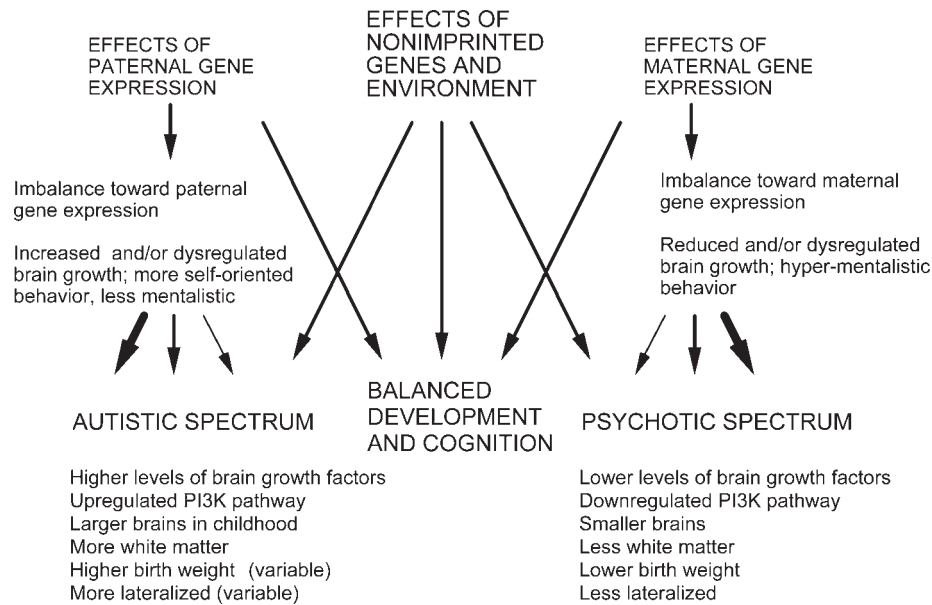 EFFECTS OF
PATERNAL GENE
EXPRESSION
EFFECTS OF
NONIMPRINTED
GENES AND
ENVIRONMENT
EFFECTS OF
MATERNAL GENE
EXPRESSION
Imbalance toward paternal
gene expression
Increased and/or dysregulated
brain growth; more self-oriented
behavior, less mentalistic
Imbalance toward maternal
gene expression
Reduced and/or dysregulated
brain growth; hyper-mentalistic
behavior
AUTISTIC SPECTRUM
BALANCED
DEVELOPMENT
AND COGNITION
PSYCHOTIC SPECTRUM
Higher levels of brain growth factors
Upregulated PI3K pathway
Larger brains in childhood
More white matter
Higher birth weight (variable)
More lateralized (variable)
Lower levels of brain growth factors
Downregulated PI3K pathway
Smaller brains
Less white matter
Lower birth weight
Less lateralized